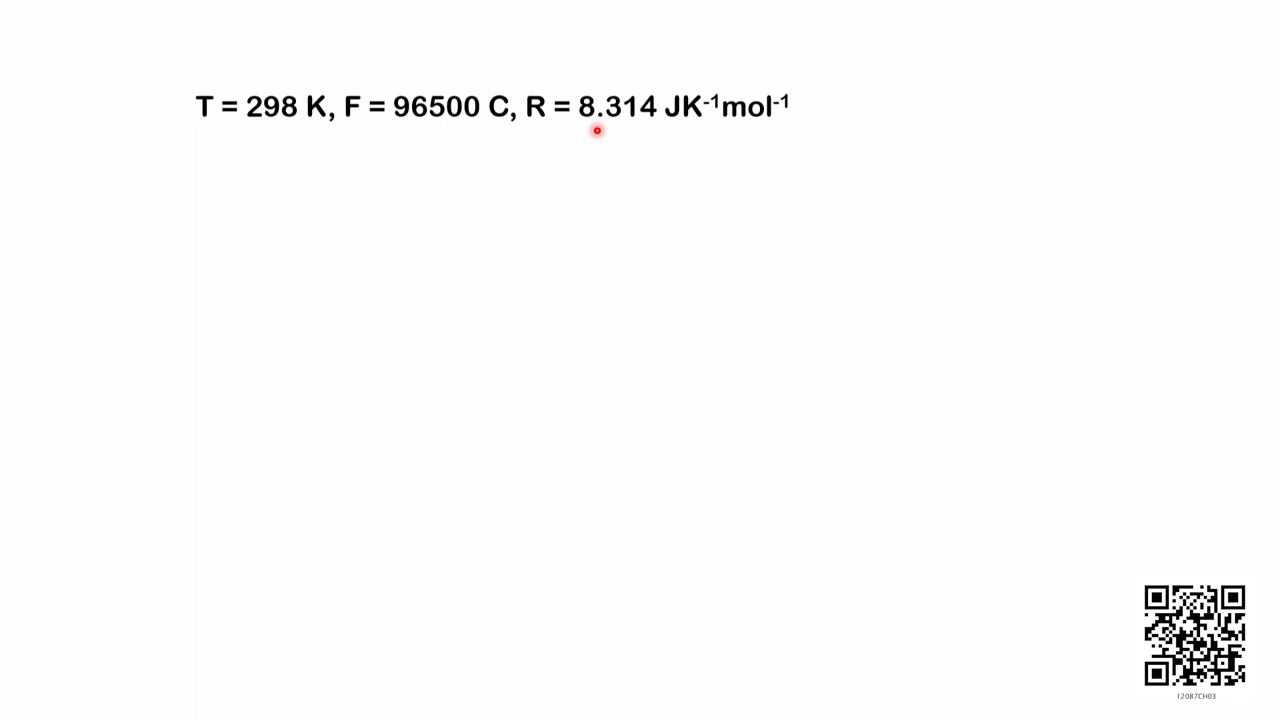 T = 298 K, F = 96500 C, R = 8.314 JK⁻¹mol⁻¹
12087CH03